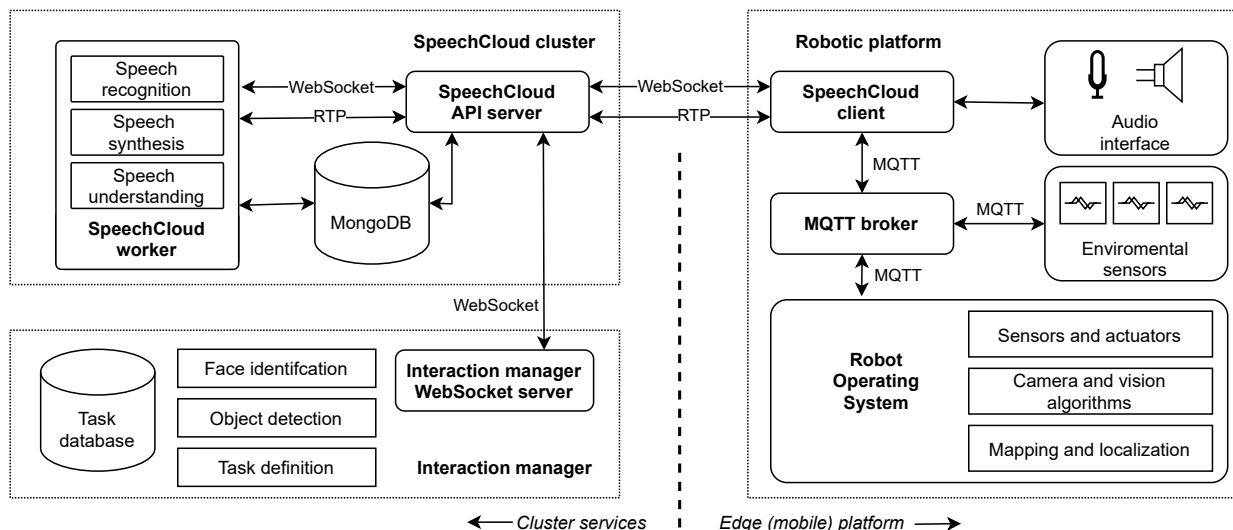 SpeechCloud cluster
Speech
recognition
Speech
synthesis
Speech
understanding
SpeechCloud
worker
WebSocket
RTP
SpeechCloud
API server
MongoDB
WebSocket
RTP
WebSocket
Robotic platform
SpeechCloud
client
Audio
interface
MQTT
MQTT broker
MQTT
Enviromental
sensors
MQTT
Robot
Operating
System
Sensors and actuators
Camera and vision
algorithms
Mapping and localization
Task
database
Face identifcation
Object detection
Task definition
Interaction manager
WebSocket server
Interaction manager
Cluster services
Edge (mobile) platform